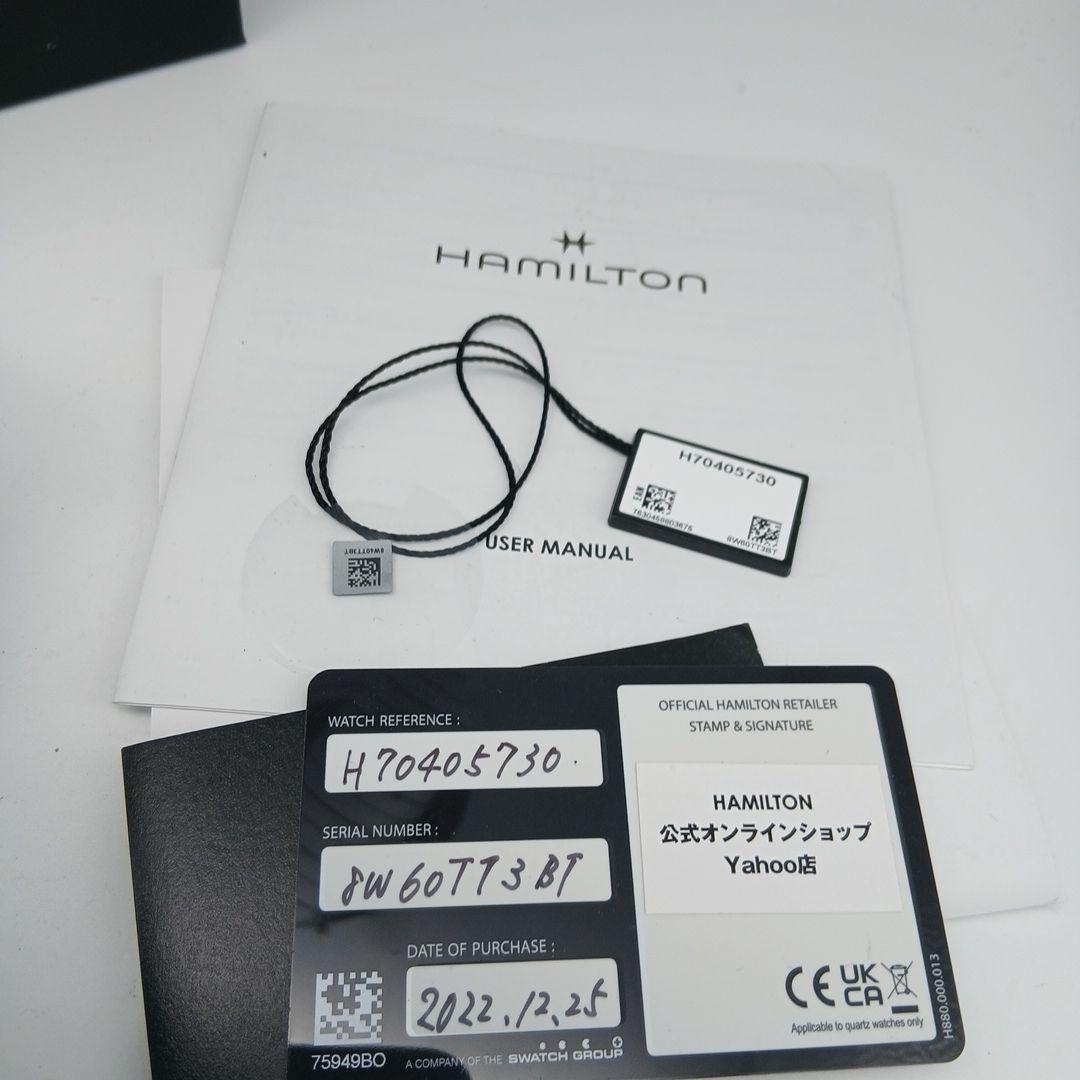 HAMILTON
H70405730
EAN
7630458803675
8W60TT3BT
8W60TT3BT
USER MANUAL
WATCH REFERENCE :
H70405730.
SERIAL NUMBER :
8W60TT3BT
DATE OF PURCHASE :
2022.12.25
75949BO
A COMPANY OF THE SWATCH GROUP
OFFICIAL HAMILTON RETAILER
STAMP & SIGNATURE
HAMILTON
公式オンラインショップ
Yahoo店
CE UK
CA
Applicable to quartz watches only
H880.000.013